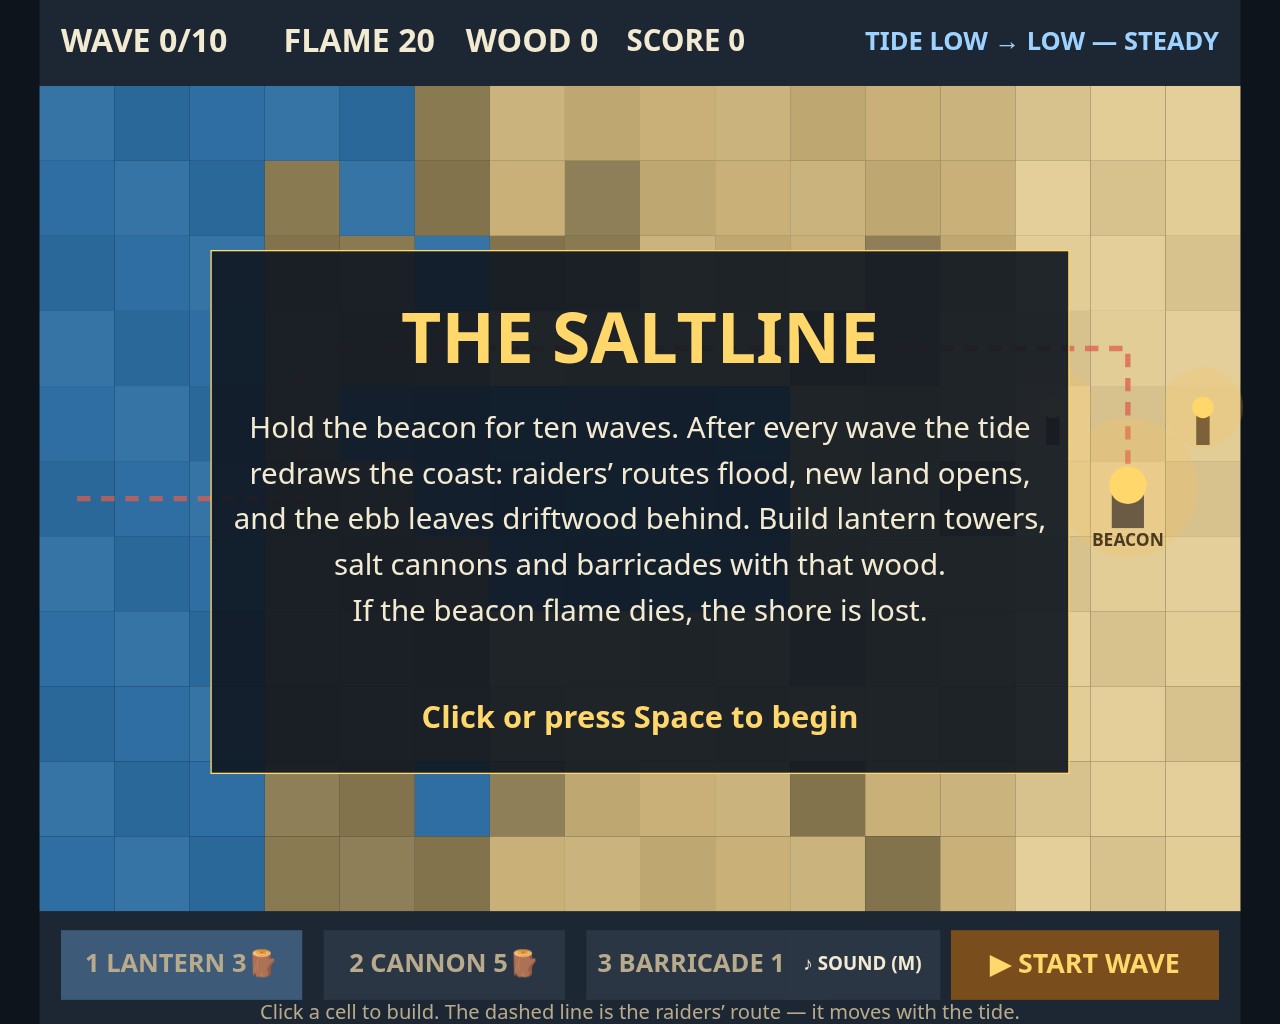 WAVE 0/10 FLAME 20 WOOD 0 SCORE 0 TIDE LOW → LOW — STEADY
THE SALTLINE
Hold the beacon for ten waves. After every wave the tide
redraws the coast: raiders’ routes flood, new land opens,
and the ebb leaves driftwood behind. Build lantern towers,
salt cannons and barricades with that wood.
If the beacon flame dies, the shore is lost.
BEACON
Click or press Space to begin
1 LANTERN 3🪵 2 CANNON 5🪵 3 BARRICADE 1 ♪ SOUND (M) ▶ START WAVE
Click a cell to build. The dashed line is the raiders’ route — it moves with the tide.